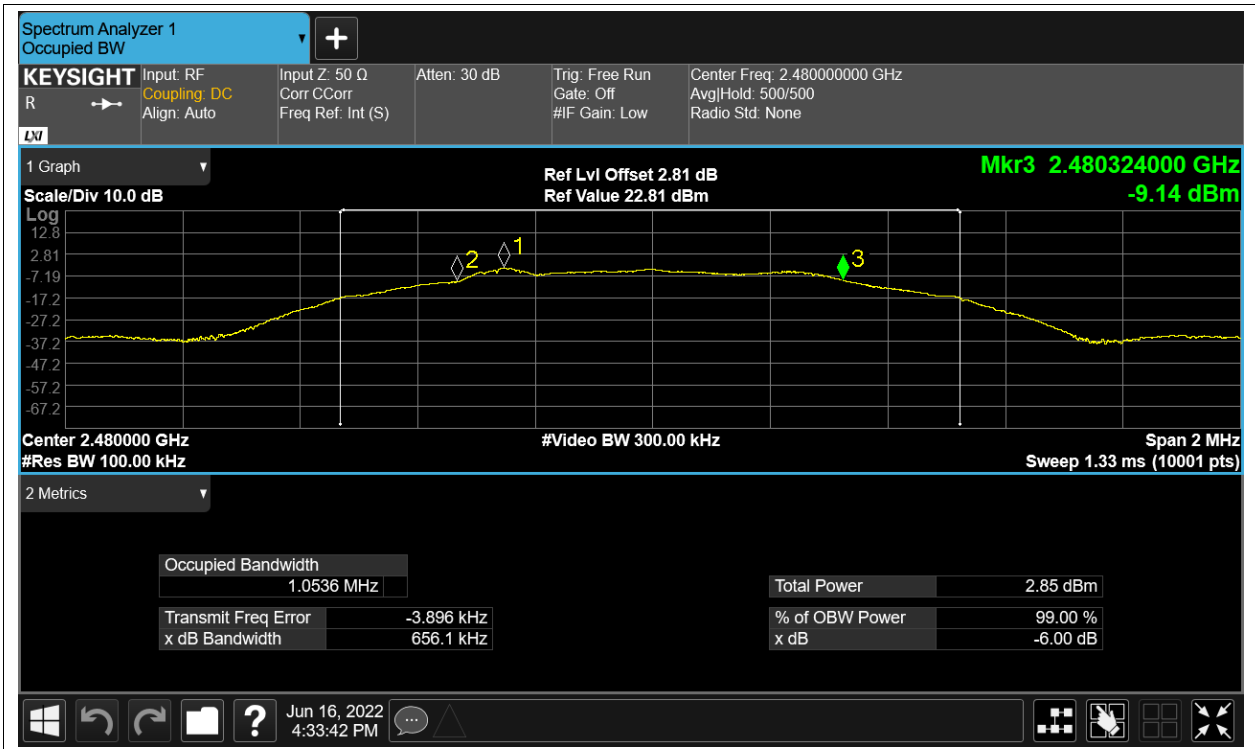 Spectrum Analyzer 1
Occupied BW
KEYSIGHT
R
LXI
Input: RF
Coupling: DC
Align: Auto
Input Z: 50 Ω
Corr CCorr
Freq Ref: Int (S)
Atten: 30 dB
Trig: Free Run
Gate: Off
#IF Gain: Low
Center Freq: 2.480000000 GHz
Avg|Hold: 500/500
Radio Std: None
1 Graph
Scale/Div 10.0 dB
Ref Lvl Offset 2.81 dB
Ref Value 22.81 dBm
Mkr3 2.480324000 GHz
-9.14 dBm
Log
12.8
2.81
-7.19
-17.2
-27.2
-37.2
-47.2
-57.2
-67.2
2
1
3
Center 2.480000 GHz
#Res BW 100.00 kHz
#Video BW 300.00 kHz
Span 2 MHz
Sweep 1.33 ms (10001 pts)
2 Metrics
Occupied Bandwidth
1.0536 MHz
Transmit Freq Error -3.896 kHz
x dB Bandwidth 656.1 kHz
Total Power 2.85 dBm
% of OBW Power 99.00 %
x dB -6.00 dB
?
Jun 16, 2022
4:33:42 PM